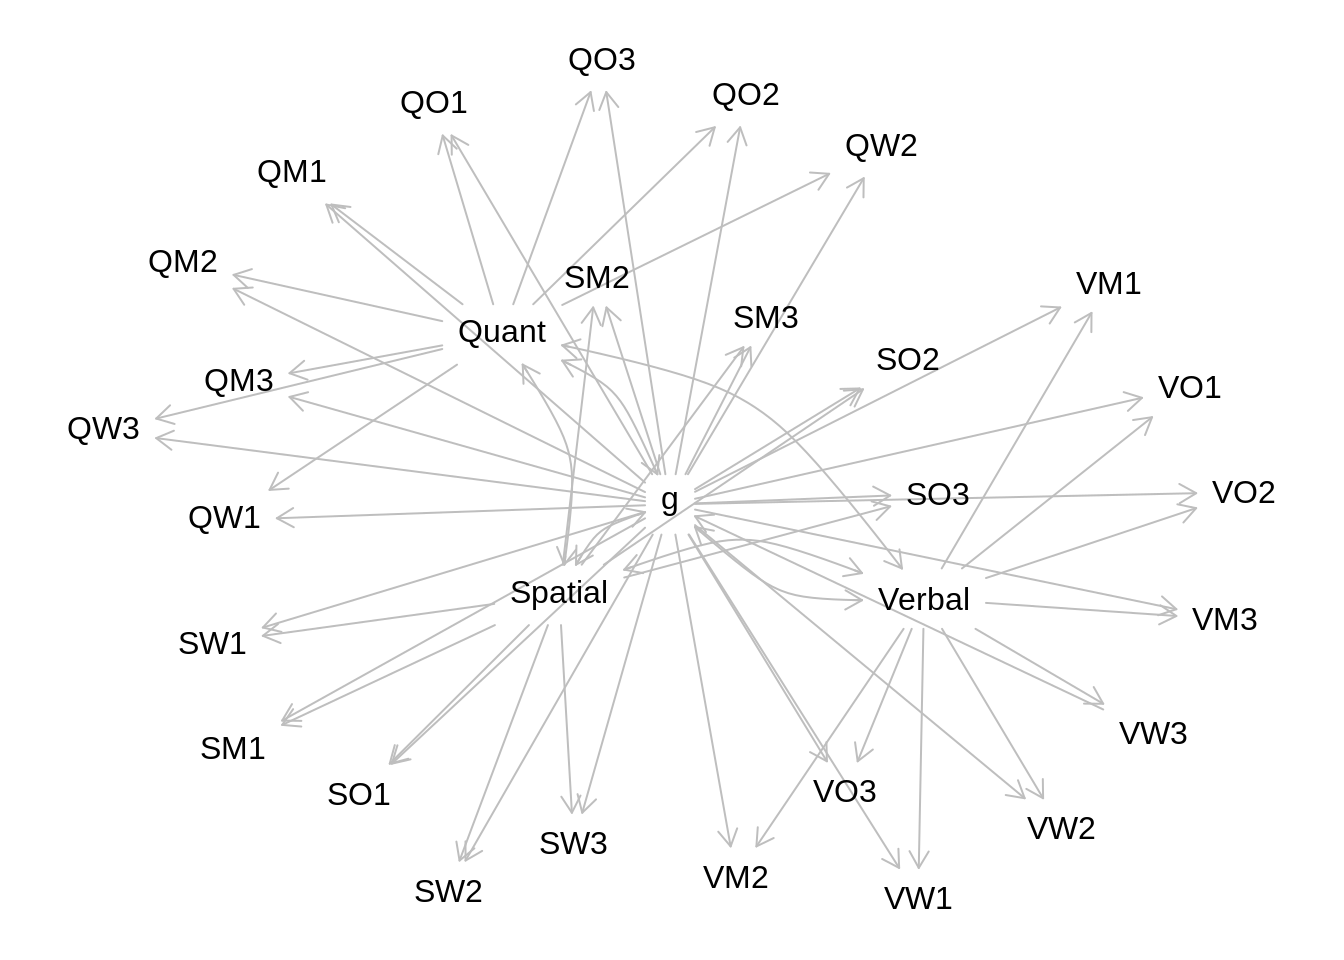 QO3
QO2
QO1
QW2
QM1
QM2
SM2
VM1
SM3
Quant
SO2
QM3
VO1
QW3
VO2
SO3
g
QW1
Spatial
Verbal
VM3
SW1
VW3
SM1
VO3
SO1
VW2
SW3
VM2
SW2
VW1